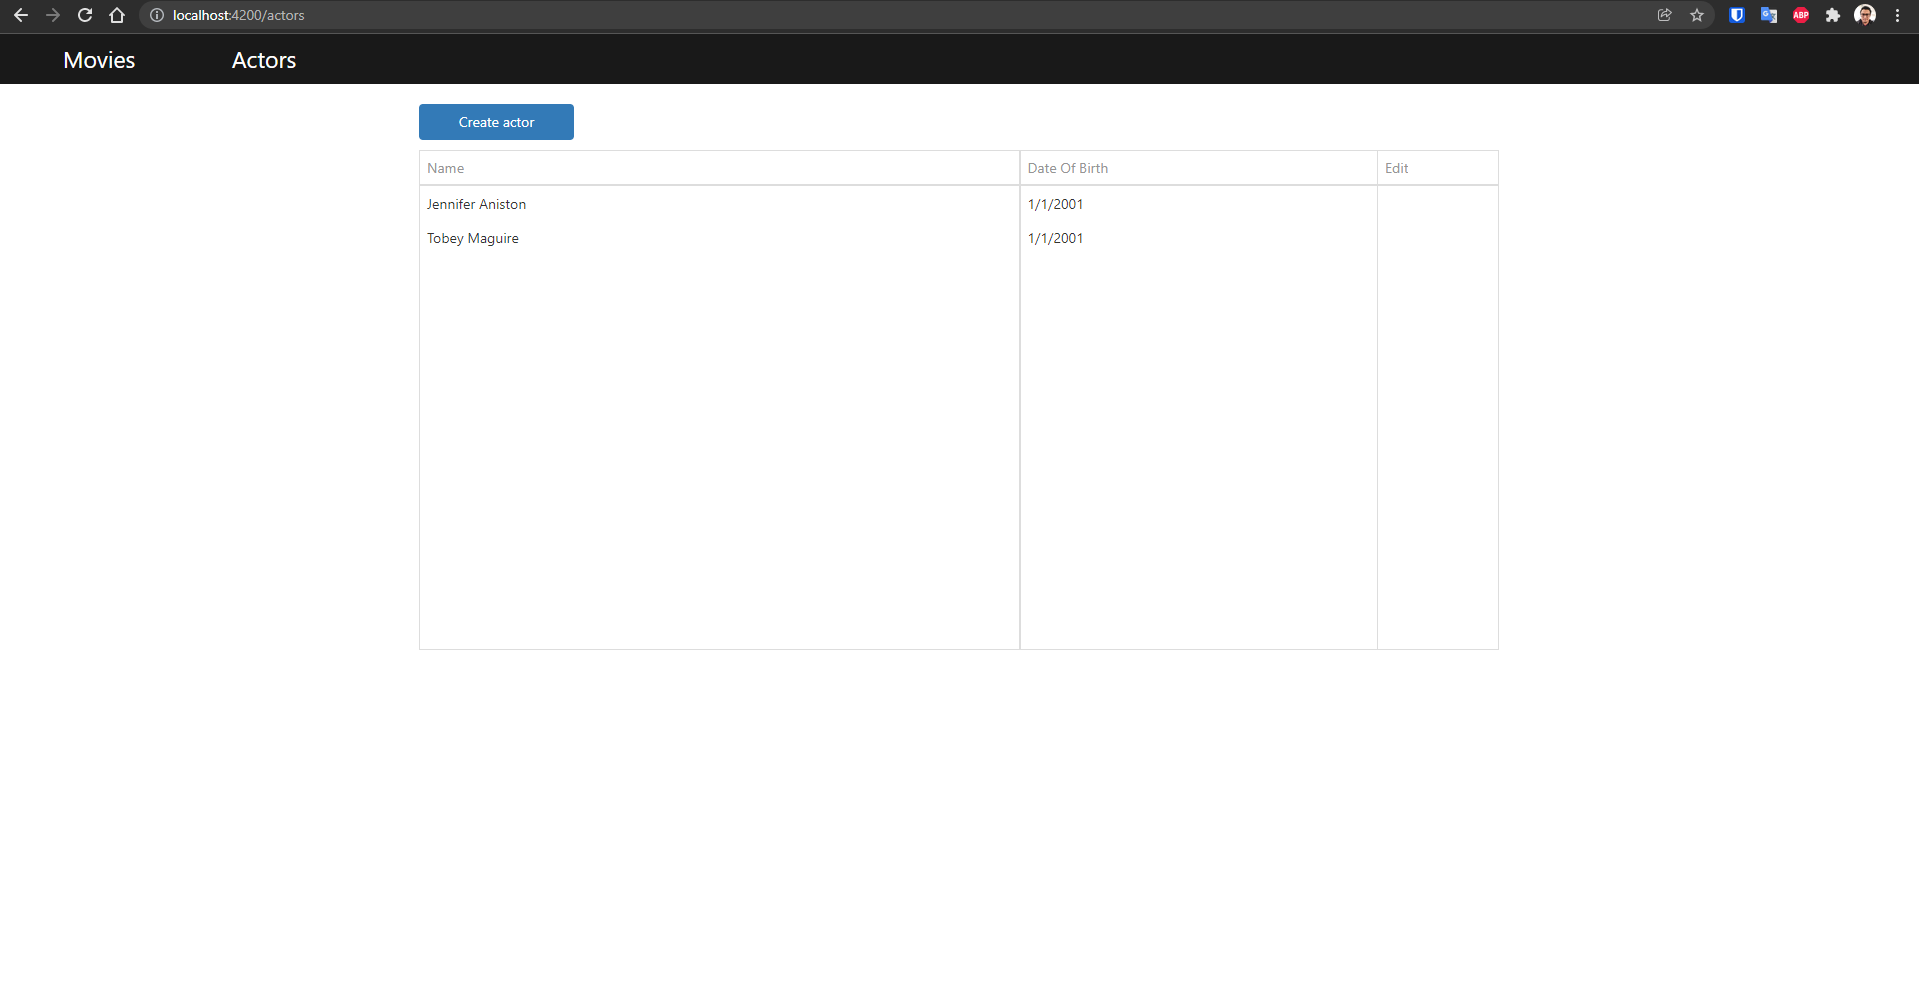 localhost:4200/actors
ABP
Movies Actors
Create actor
Name Date Of Birth Edit
Jennifer Aniston 1/1/2001
Tobey Maguire 1/1/2001